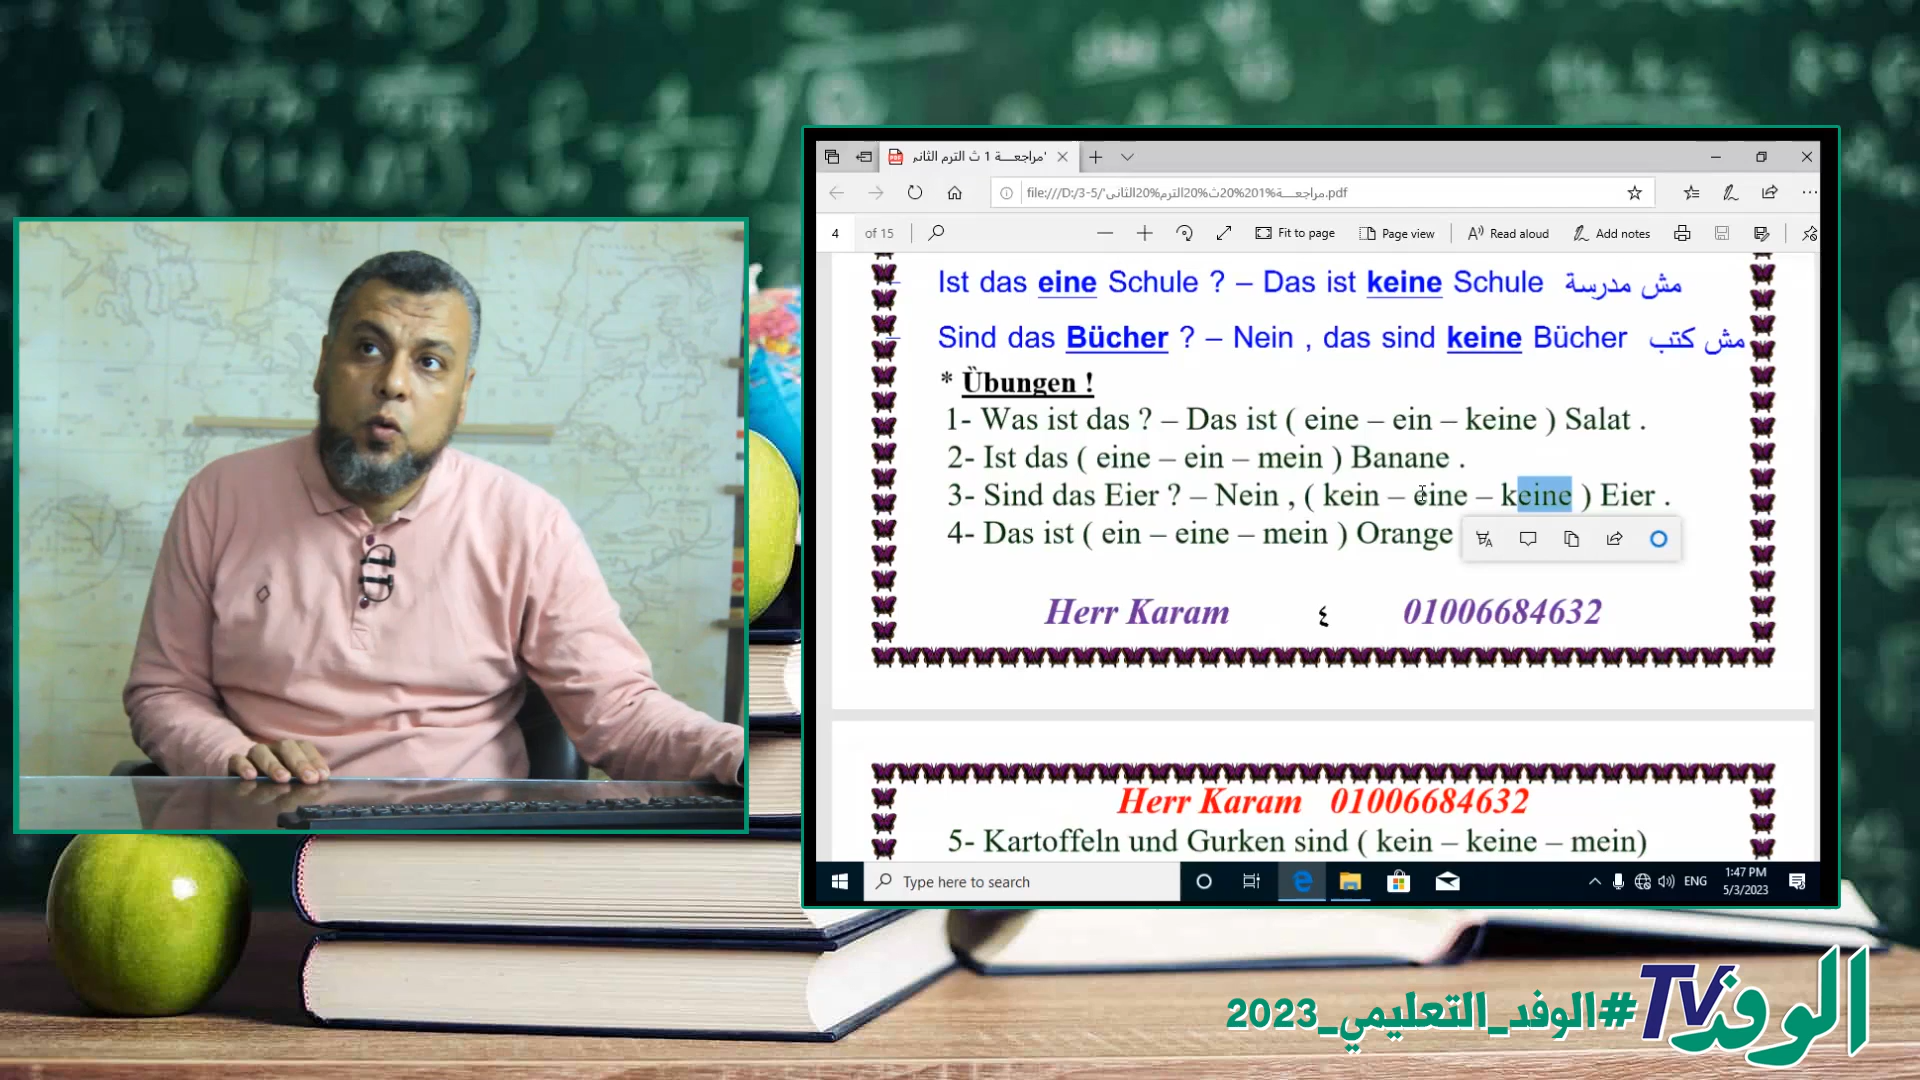 مراجعـــة 1 ث الترم الثانى'
file:///D:/3-5/'مراجعـــة%201%20ث%20الترم%20الثانى.pdf
4 of 15
Fit to page
Page view
Read aloud
Add notes
– Ist das eine Schule ? – Das ist keine Schule مش مدرسة
– Sind das Bücher ? – Nein , das sind keine Bücher مش كتب
* Übungen !
1- Was ist das ? – Das ist ( eine – ein – keine ) Salat .
2- Ist das ( eine – ein – mein ) Banane .
3- Sind das Eier ? – Nein , ( kein – eine – keine ) Eier .
4- Das ist ( ein – eine – mein ) Orange
Herr Karam ٤ 01006684632
Herr Karam 01006684632
5- Kartoffeln und Gurken sind ( kein – keine – mein)
Type here to search
ENG
1:47 PM
5/3/2023
#الوفد_التعليمي_2023
الوفد TV